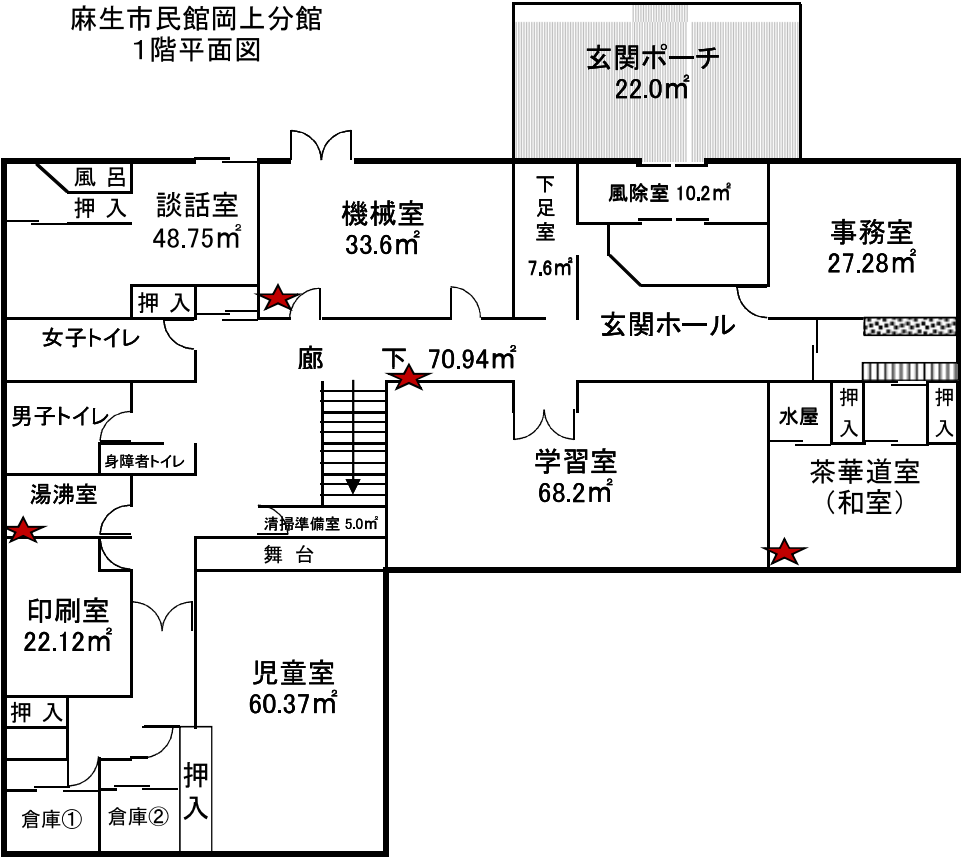 麻生市民館岡上分館
1階平面図
玄関ポーチ
22.0㎡
風呂
押入
談話室
48.75㎡
押入
機械室
33.6㎡
下足室
7.6㎡
風除室 10.2㎡
事務室
27.28㎡
玄関ホール
女子トイレ
廊下 70.94㎡
男子トイレ
身障者トイレ
湯沸室
清掃準備室 5.0㎡
舞台
学習室
68.2㎡
水屋
押入
押入
茶華道室
（和室）
印刷室
22.12㎡
児童室
60.37㎡
押入
押入
倉庫①
倉庫②